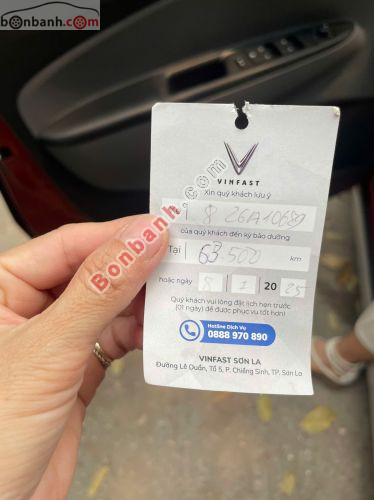 bonbanh.com
VINFAST
Xin quý khách lưu ý
8 26A10689
của quý khách đến kỳ bảo dưỡng
Tại 63.500 km
hoặc ngày 8 1 20 25
Quý khách vui lòng đặt lịch hẹn trước
(01 ngày) để được phục vụ tốt hơn!
Hotline Dịch Vụ
0888 970 890
VINFAST SƠN LA
Đường Lê Duẩn, Tổ 5, P. Chiềng Sinh, TP. Sơn La
Bonbanh.com